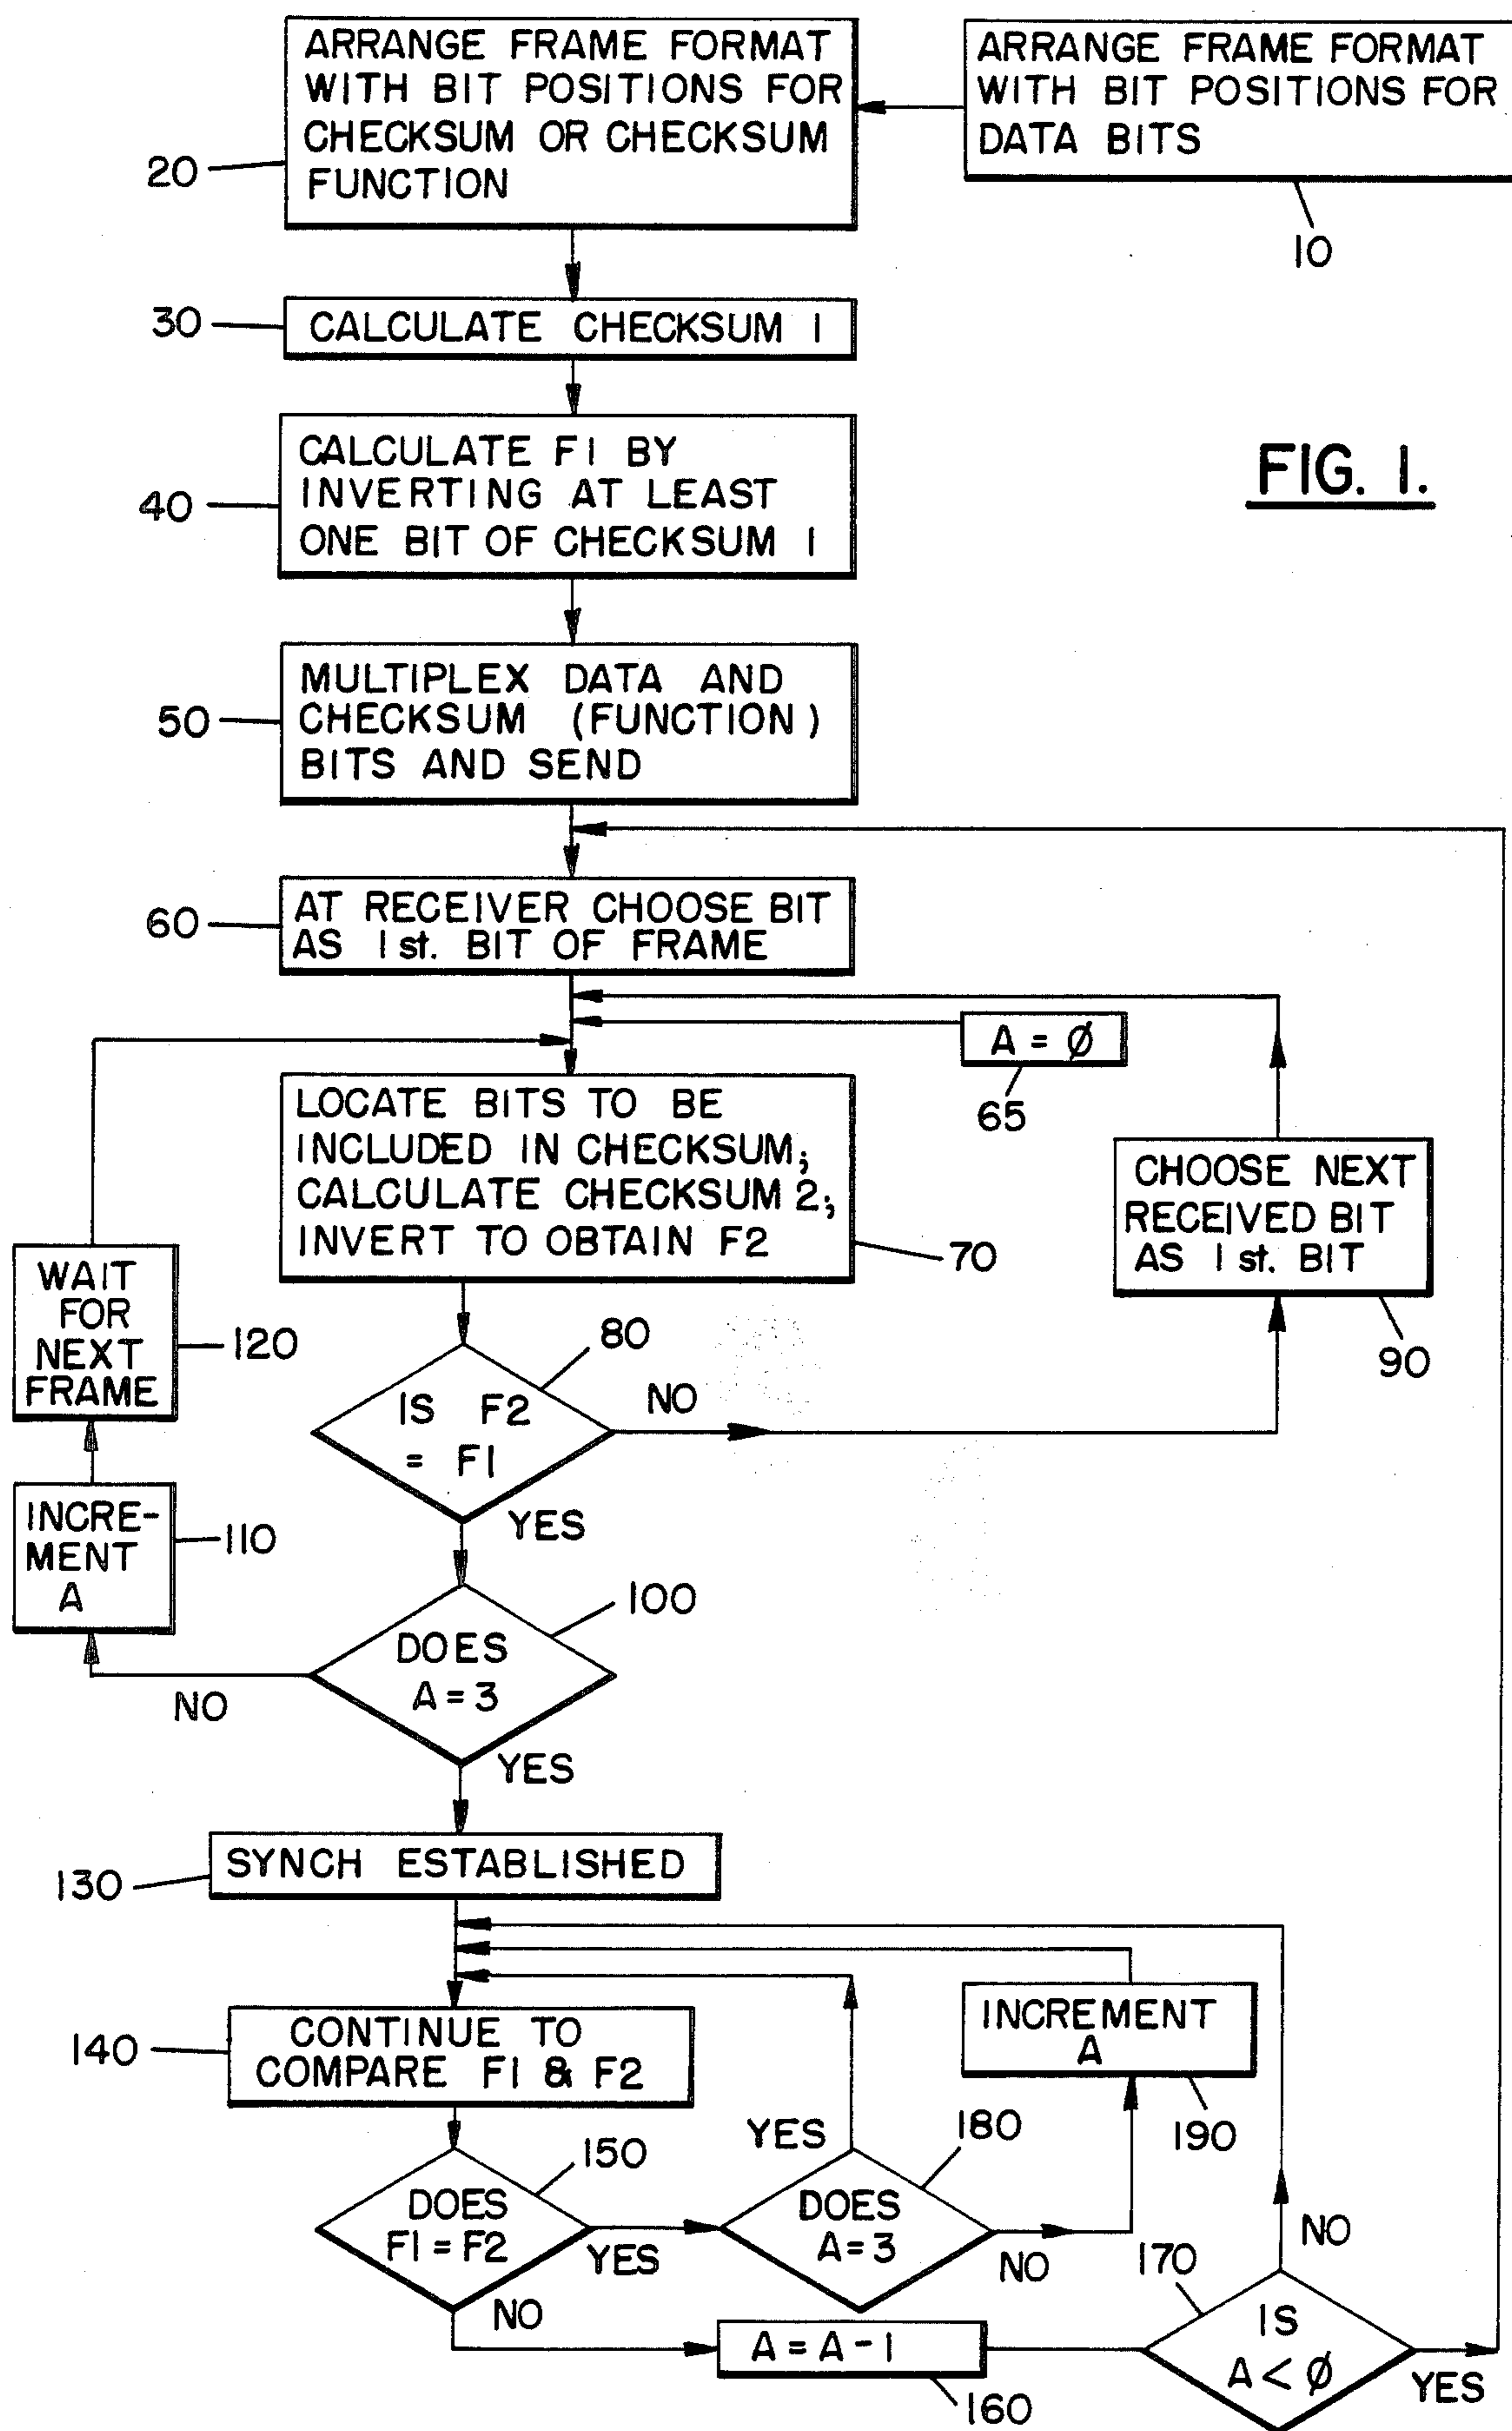 ARRANGE FRAME FORMAT
WITH BIT POSITIONS FOR
CHECKSUM OR CHECKSUM
FUNCTION
20
ARRANGE FRAME FORMAT
WITH BIT POSITIONS FOR
DATA BITS
10
30
CALCULATE CHECKSUM 1
CALCULATE F1 BY
INVERTING AT LEAST
ONE BIT OF CHECKSUM 1
40
FIG. 1.
MULTIPLEX DATA AND
CHECKSUM (FUNCTION)
BITS AND SEND
50
AT RECEIVER CHOOSE BIT
AS 1st. BIT OF FRAME
60
A = Ø
65
LOCATE BITS TO BE
INCLUDED IN CHECKSUM;
CALCULATE CHECKSUM 2;
INVERT TO OBTAIN F2
70
CHOOSE NEXT
RECEIVED BIT
AS 1st. BIT
90
WAIT
FOR
NEXT
FRAME
120
80
IS F2
= F1
NO
YES
INCRE-
MENT
A
110
100
DOES
A = 3
NO
YES
SYNCH ESTABLISHED
130
CONTINUE TO
COMPARE F1 & F2
140
INCREMENT
A
190
150
DOES
F1 = F2
YES
NO
YES
180
DOES
A = 3
NO
170
NO
IS
A < Ø
YES
A = A - 1
160